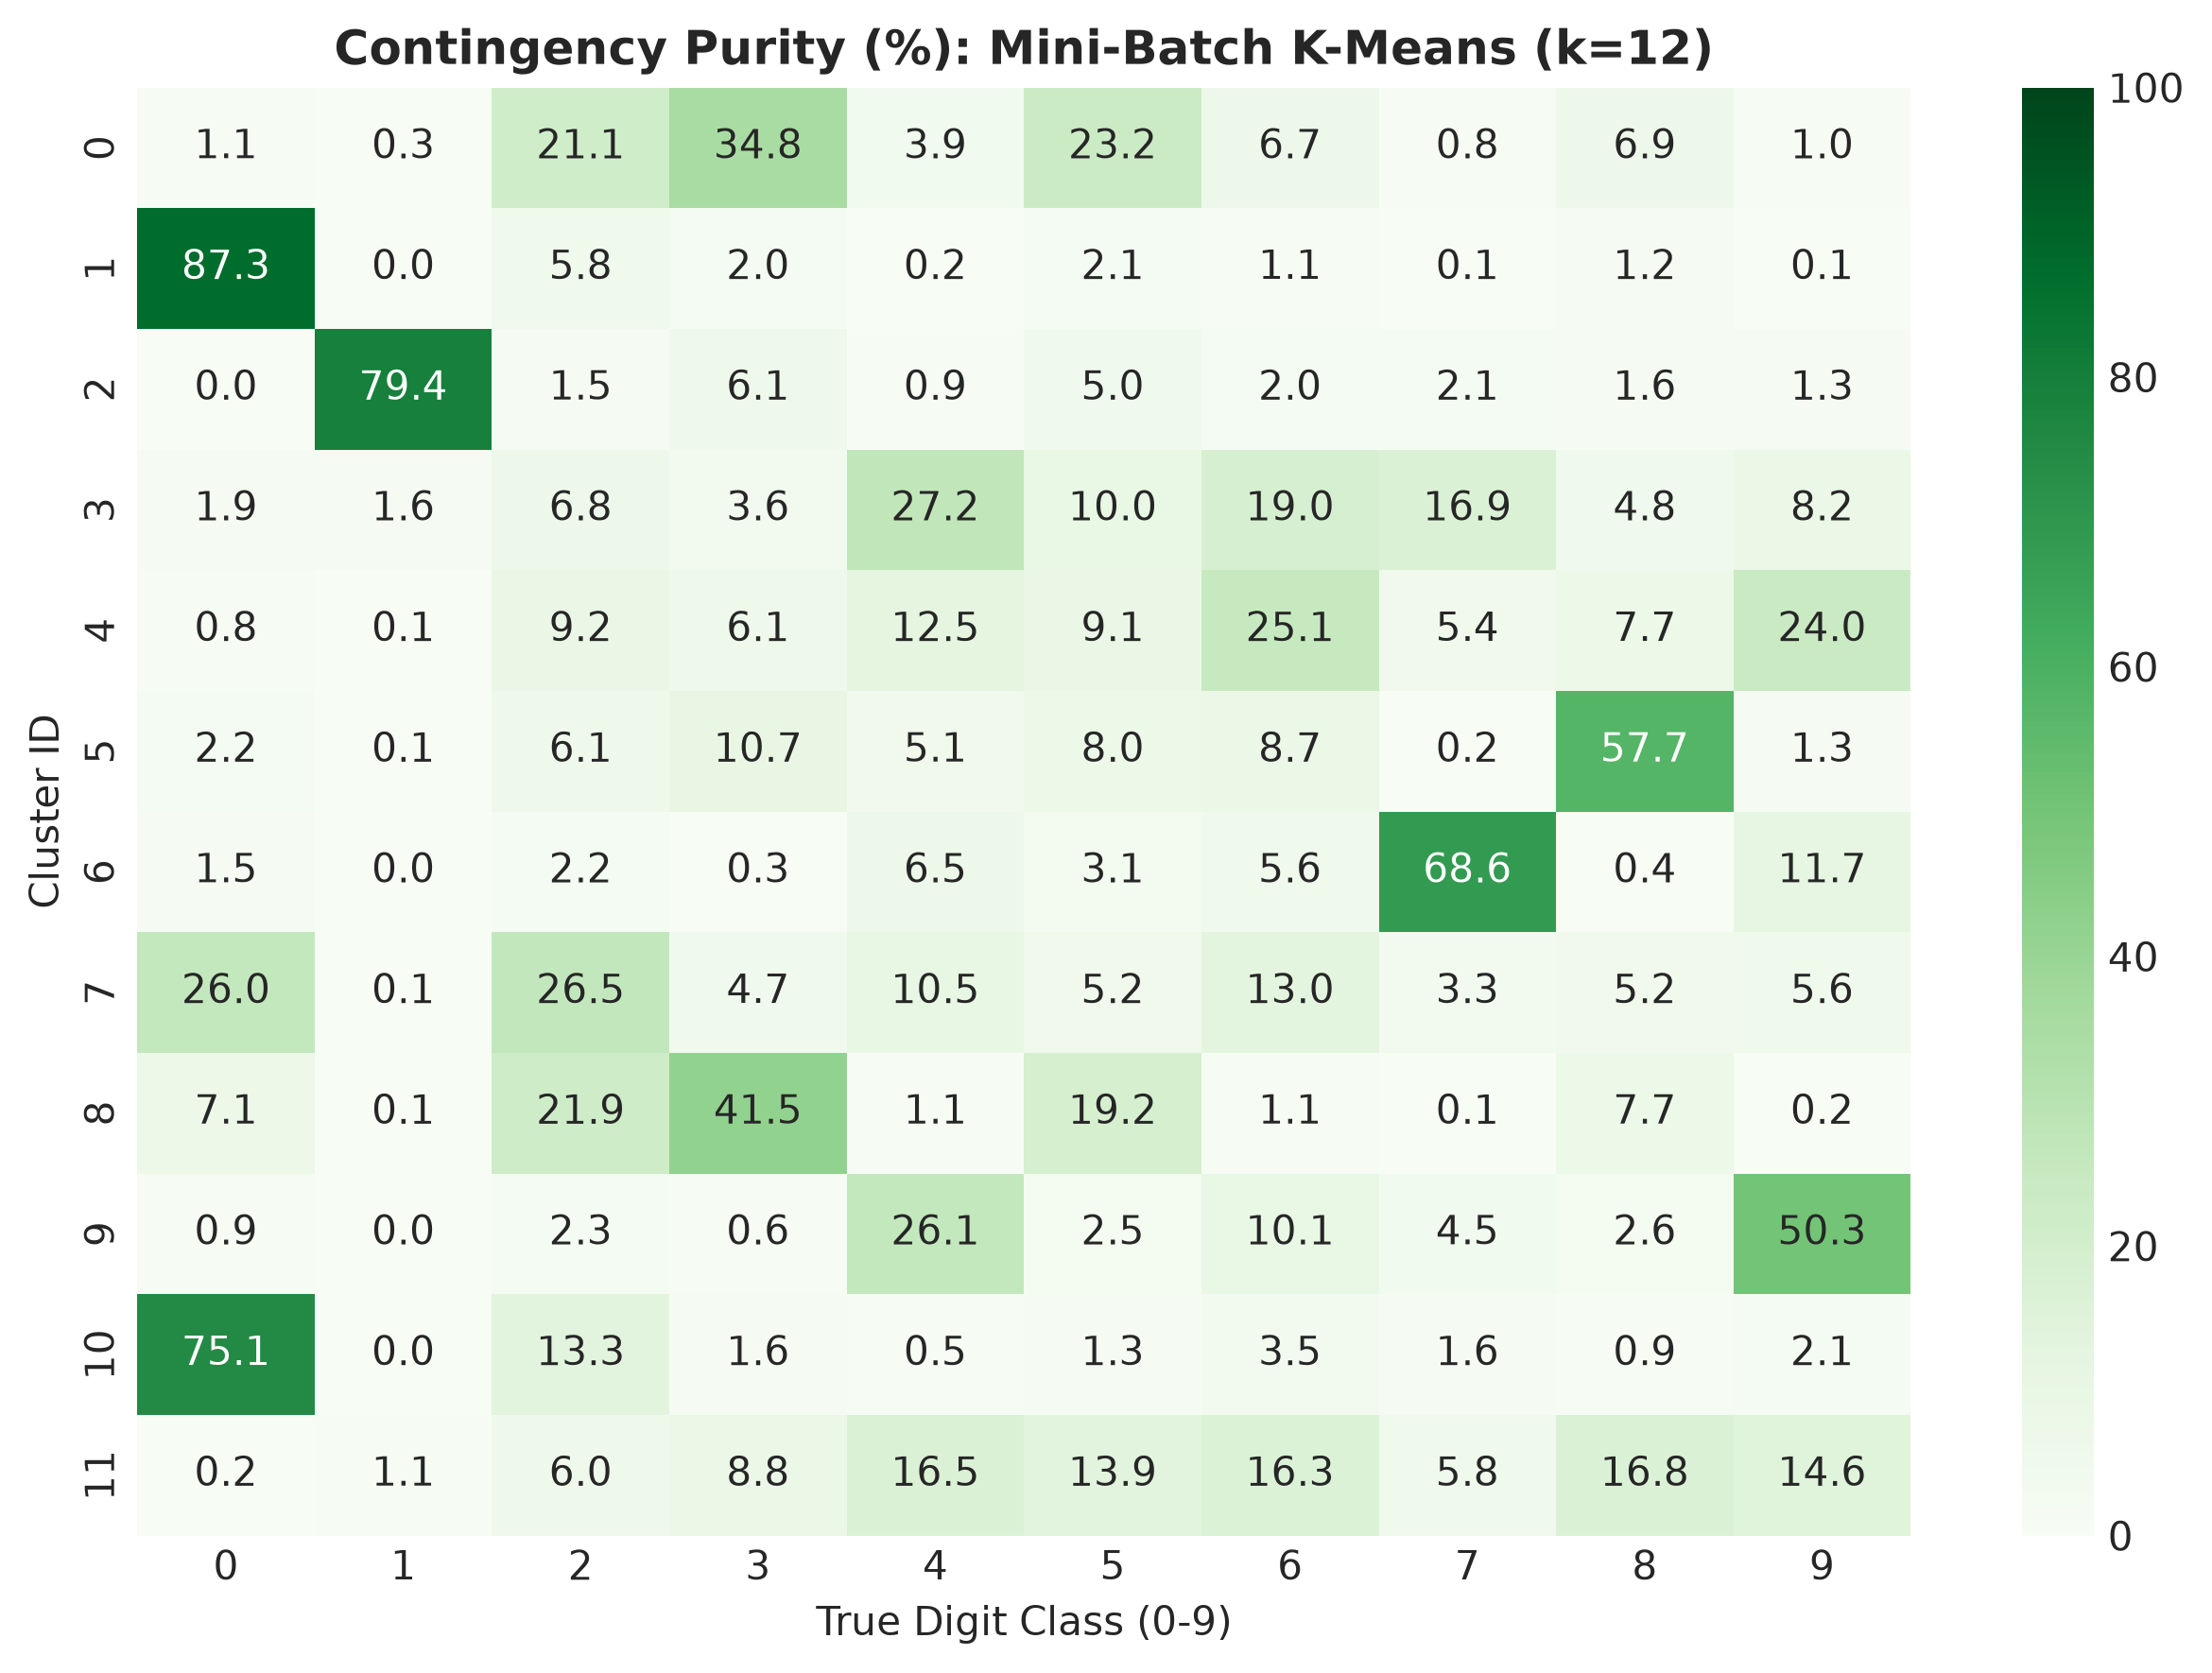 Contingency Purity (%): Mini-Batch K-Means (k=12)
0 1.1 0.3 21.1 34.8 3.9 23.2 6.7 0.8 6.9 1.0
1 87.3 0.0 5.8 2.0 0.2 2.1 1.1 0.1 1.2 0.1
2 0.0 79.4 1.5 6.1 0.9 5.0 2.0 2.1 1.6 1.3
3 1.9 1.6 6.8 3.6 27.2 10.0 19.0 16.9 4.8 8.2
4 0.8 0.1 9.2 6.1 12.5 9.1 25.1 5.4 7.7 24.0
5 2.2 0.1 6.1 10.7 5.1 8.0 8.7 0.2 57.7 1.3
6 1.5 0.0 2.2 0.3 6.5 3.1 5.6 68.6 0.4 11.7
7 26.0 0.1 26.5 4.7 10.5 5.2 13.0 3.3 5.2 5.6
8 7.1 0.1 21.9 41.5 1.1 19.2 1.1 0.1 7.7 0.2
9 0.9 0.0 2.3 0.6 26.1 2.5 10.1 4.5 2.6 50.3
10 75.1 0.0 13.3 1.6 0.5 1.3 3.5 1.6 0.9 2.1
11 0.2 1.1 6.0 8.8 16.5 13.9 16.3 5.8 16.8 14.6
0 1 2 3 4 5 6 7 8 9
True Digit Class (0-9)
Cluster ID
100
80
60
40
20
0